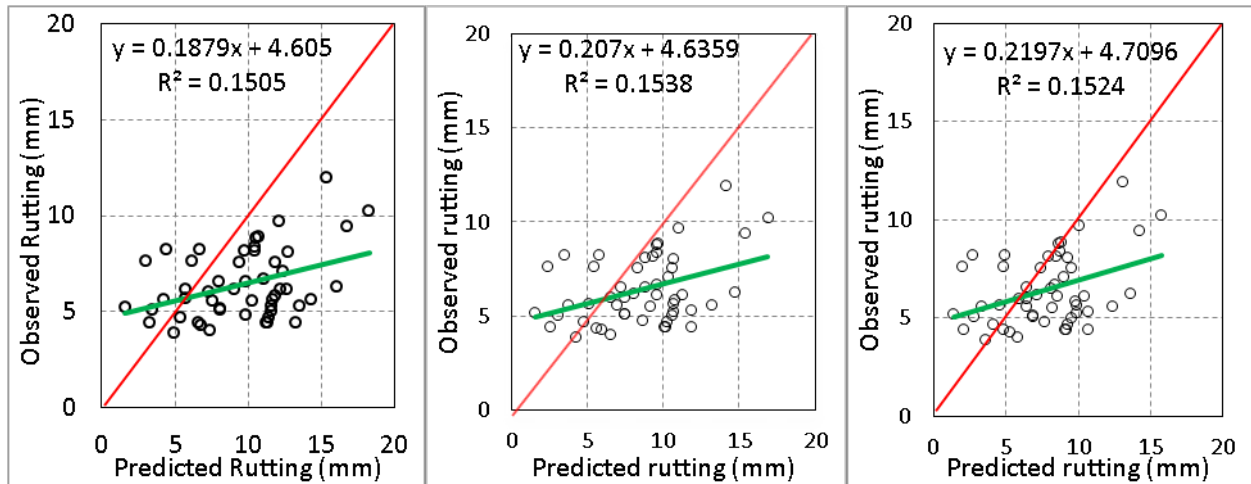 y = 0.1879x + 4.605
R² = 0.1505
20
15
10
5
0
0 5 10 15 20
Observed Rutting (mm)
Predicted Rutting (mm)
y = 0.207x + 4.6359
R² = 0.1538
20
15
10
5
0
0 5 10 15 20
Observed rutting (mm)
Predicted rutting (mm)
y = 0.2197x + 4.7096
R² = 0.1524
20
15
10
5
0
0 5 10 15 20
Observed rutting (mm)
Predicted rutting (mm)